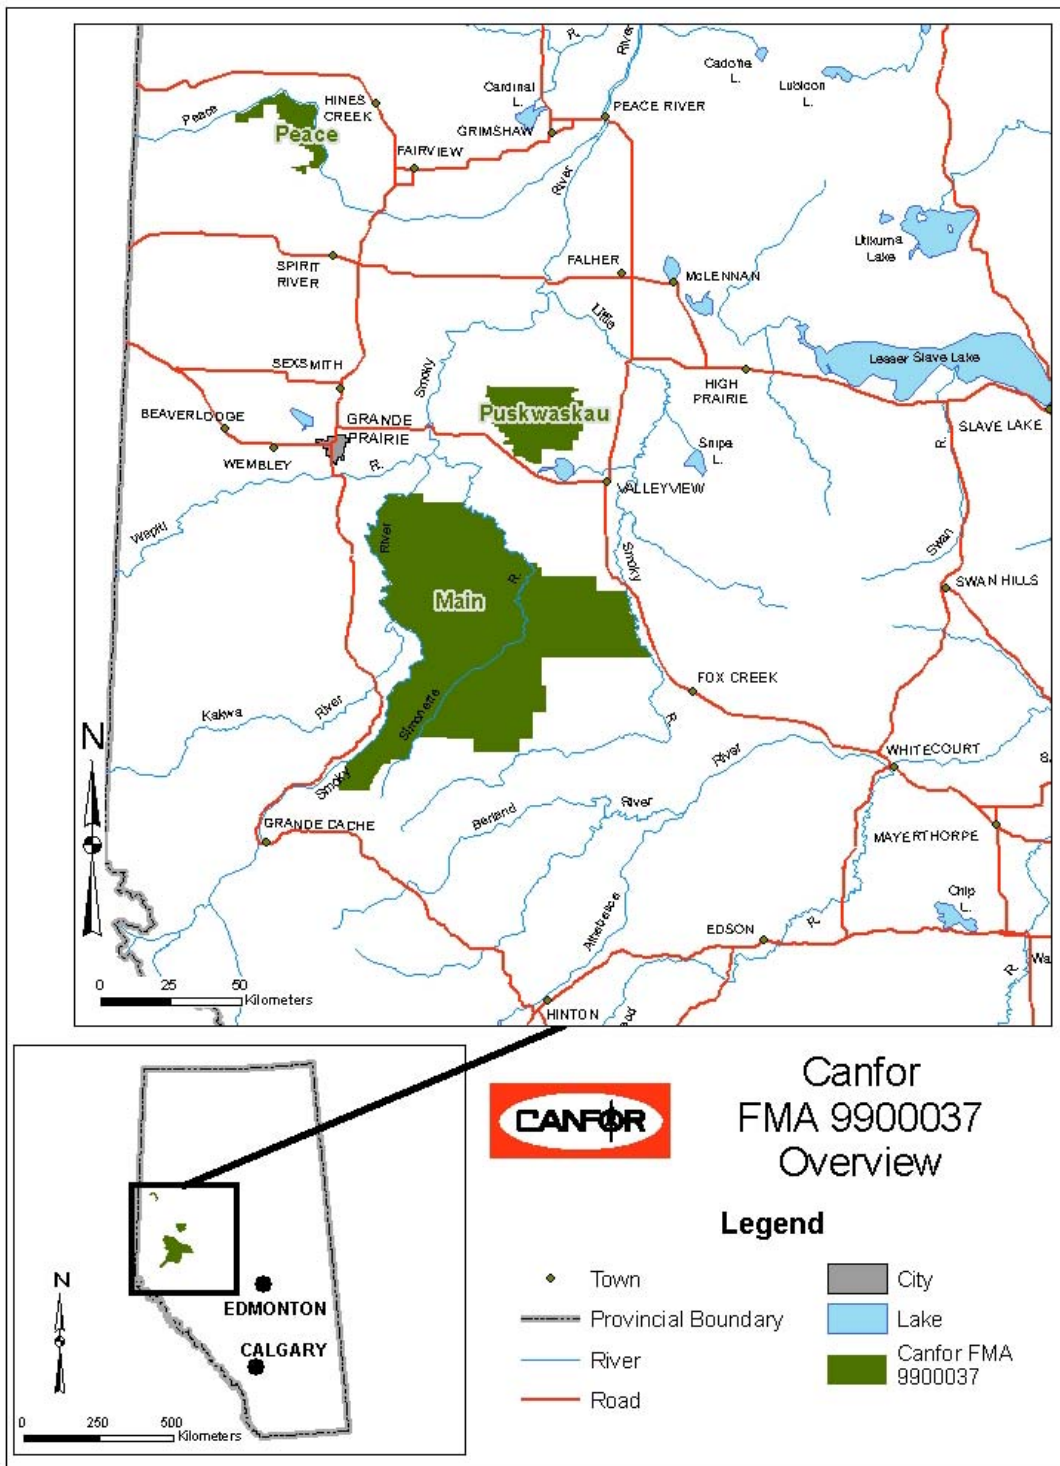 R.
River
Cadotte
L.
Lubicon
L.
Cardinal
L.
HINES
CREEK
Peace
Peace
PEACE RIVER
GRIMSHAW
FAIRVIEW
River
Utikuma
Lake
SPIRIT
RIVER
FALHER
McLENNAN
Little
Smoky
Lesser Slave Lake
SEXSMITH
HIGH
PRAIRIE
BEAVERLODGE
GRANDE
PRAIRIE
Puskwaskau
SLAVE LAKE
R.
WEMBLEY
R.
Snipe
L.
VALLEYVIEW
Wapiti
River
Smoky
Swan
R.
Main
SWAN HILLS
FOX CREEK
Kakwa
River
Simonette
R.
River
WHITECOURT
S.
Smoky
Berland
River
GRANDE CACHE
MAYERTHORPE
Chip
L.
Athabasca
EDSON
R.
R.
Wa
HINTON
od
N
0 25 50
Kilometers
CANFOR
Canfor
FMA 9900037
Overview
Legend
Town
Provincial Boundary
River
Road
City
Lake
Canfor FMA
9900037
EDMONTON
CALGARY
N
0 250 500
Kilometers